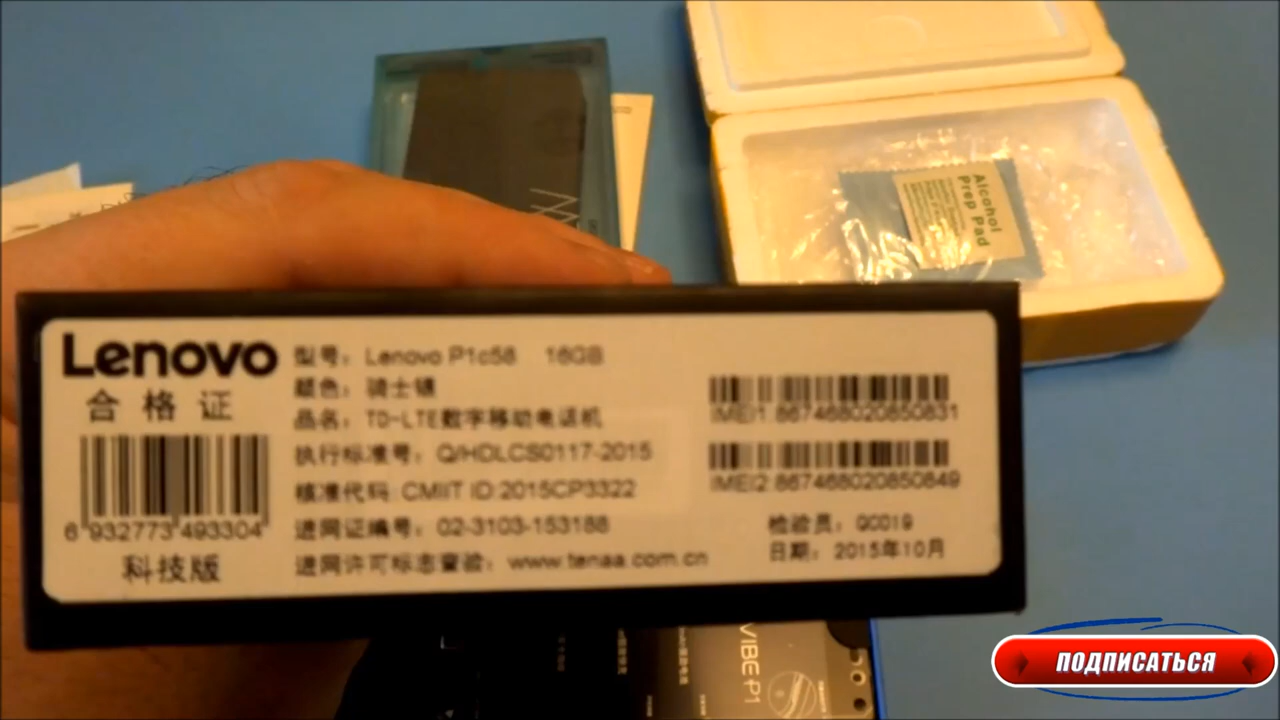 Alcohol
Prep Pad
Lenovo
合格证
6 932773 493304
科技版
型号: Lenovo P1c58 16GB
颜色: 骑士银
品名: TD-LTE数字移动电话机
执行标准号: Q/HDLCS0117-2015
核准代码: CMIIT ID:2015CP3322
进网证编号: 02-3103-153188
进网许可标志查验: www.tenaa.com.cn
IMEI1:867468020850831
IMEI2:867468020850849
检验员: QC019
日期: 2015年10月
VIBE P1
ПОДПИСАТЬСЯ